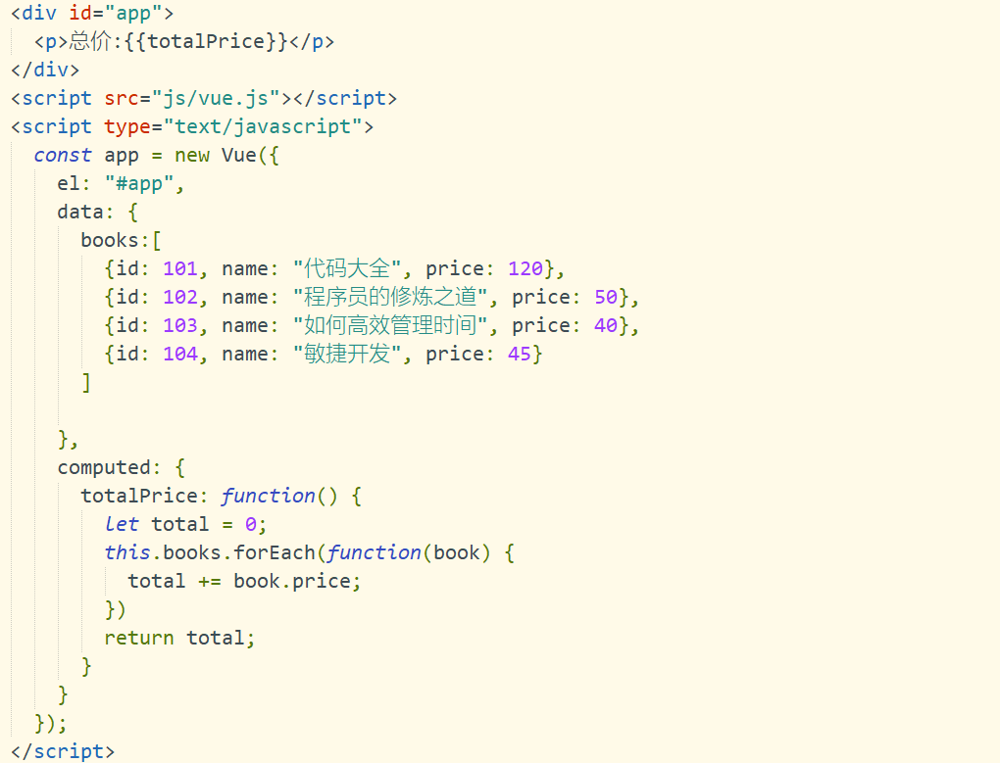 <div id="app">
  <p>总价:{{totalPrice}}</p>
</div>
<script src="js/vue.js"></script>
<script type="text/javascript">
  const app = new Vue({
    el: "#app",
    data: {
      books:[
        {id: 101, name: "代码大全", price: 120},
        {id: 102, name: "程序员的修炼之道", price: 50},
        {id: 103, name: "如何高效管理时间", price: 40},
        {id: 104, name: "敏捷开发", price: 45}
      ]

    },
    computed: {
      totalPrice: function() {
        let total = 0;
        this.books.forEach(function(book) {
          total += book.price;
        })
        return total;
      }
    }
  });
</script>